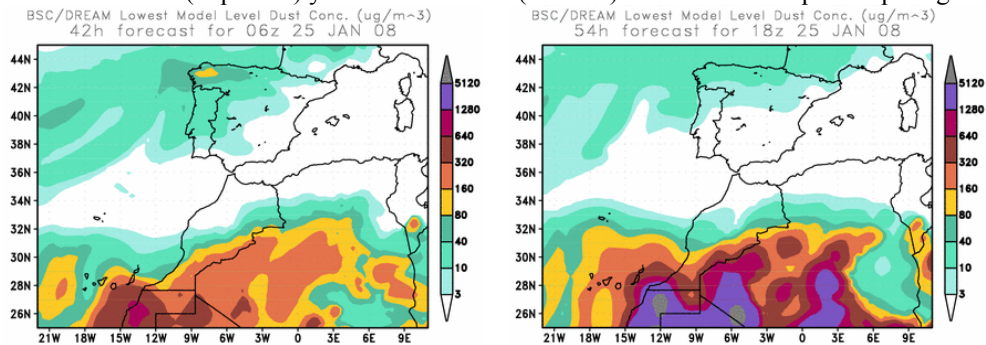 BSC/DREAM Lowest Model Level Dust Conc. (ug/m^3)
42h forecast for 06z 25 JAN 08
44N
42N
40N
38N
36N
34N
32N
30N
28N
26N
21W 18W 15W 12W 9W 6W 3W 0 3E 6E 9E
5120
1280
640
320
160
80
40
10
3
BSC/DREAM Lowest Model Level Dust Conc. (ug/m^3)
54h forecast for 18z 25 JAN 08
44N
42N
40N
38N
36N
34N
32N
30N
28N
26N
21W 18W 15W 12W 9W 6W 3W 0 3E 6E 9E
5120
1280
640
320
160
80
40
10
3